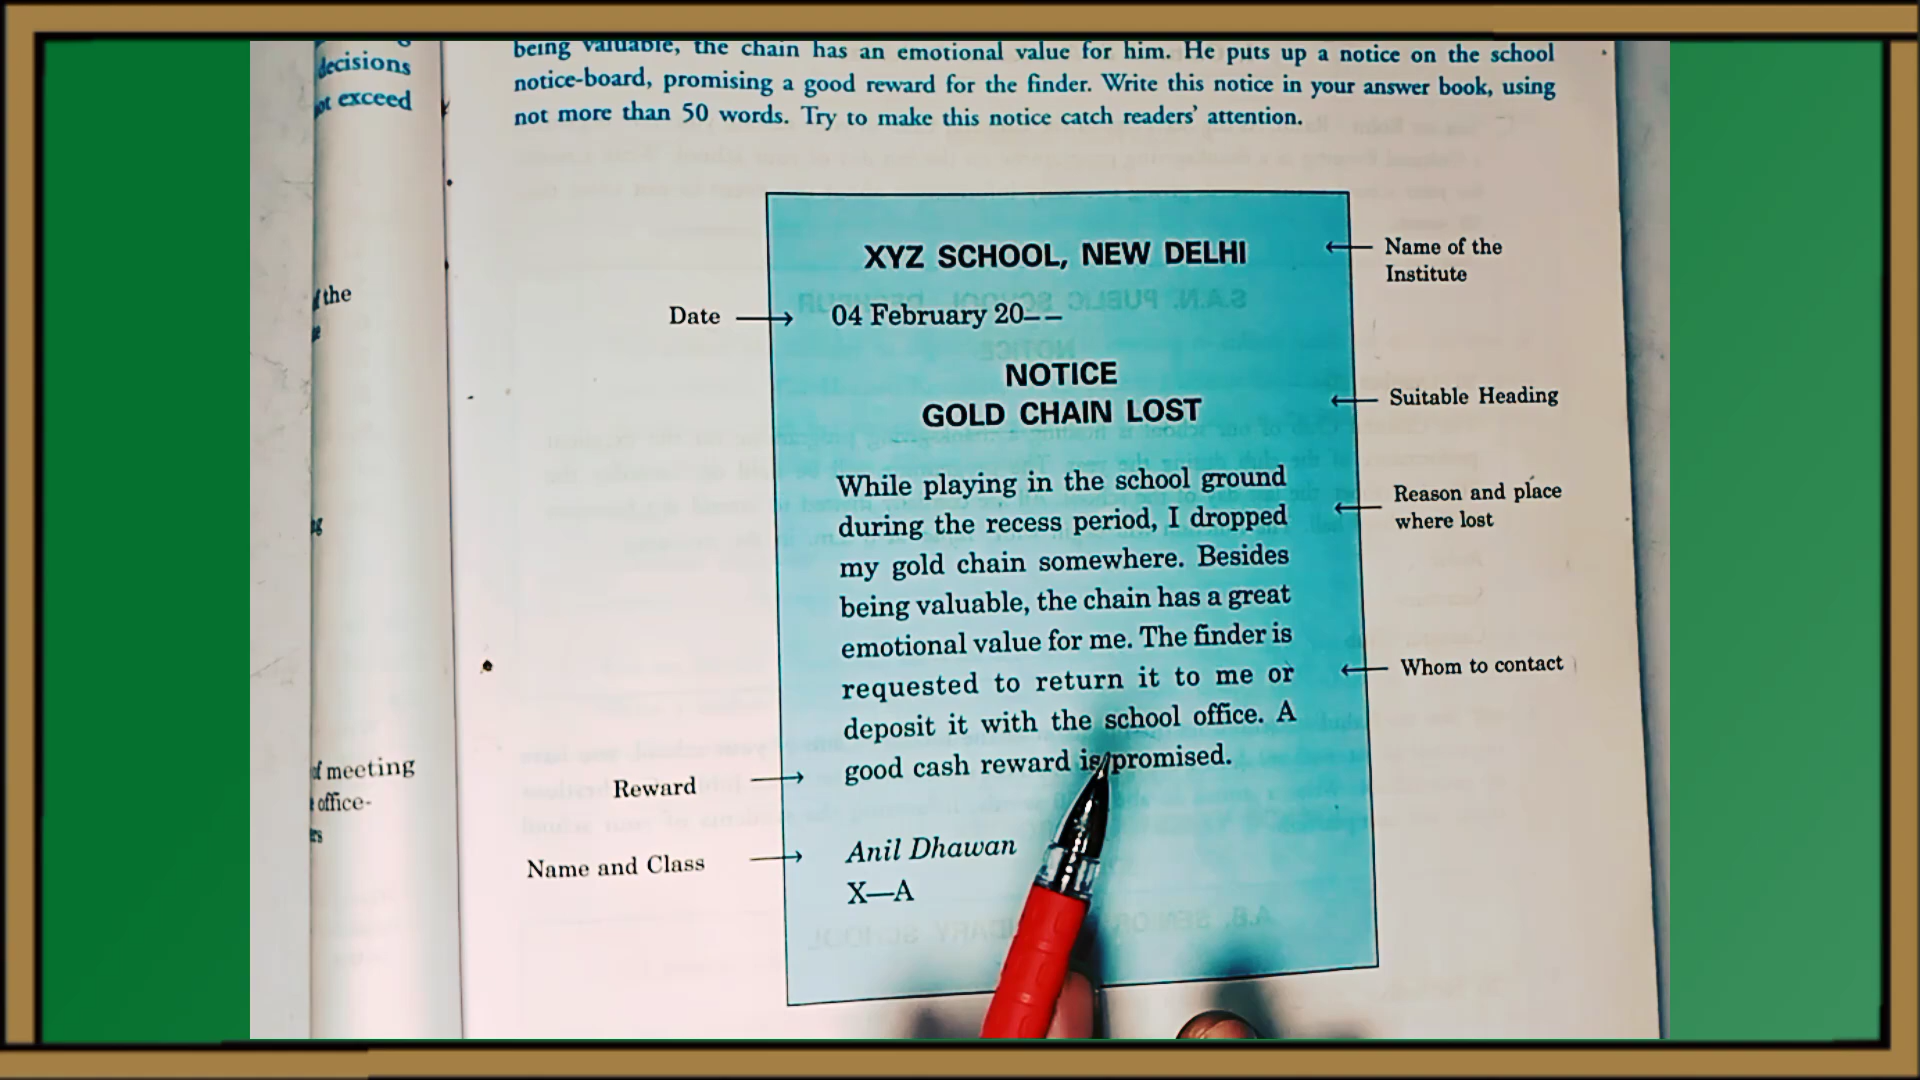 decisions
not exceed
f the
ng
of meeting
office-
ers
being valuable, the chain has an emotional value for him. He puts up a notice on the school
notice-board, promising a good reward for the finder. Write this notice in your answer book, using
not more than 50 words. Try to make this notice catch readers' attention.
XYZ SCHOOL, NEW DELHI
Name of the
Institute
Date
04 February 20––
NOTICE
GOLD CHAIN LOST
Suitable Heading
While playing in the school ground
during the recess period, I dropped
my gold chain somewhere. Besides
being valuable, the chain has a great
emotional value for me. The finder is
requested to return it to me or
deposit it with the school office. A
good cash reward is promised.
Reason and place
where lost
Whom to contact
Reward
Name and Class
Anil Dhawan
X—A